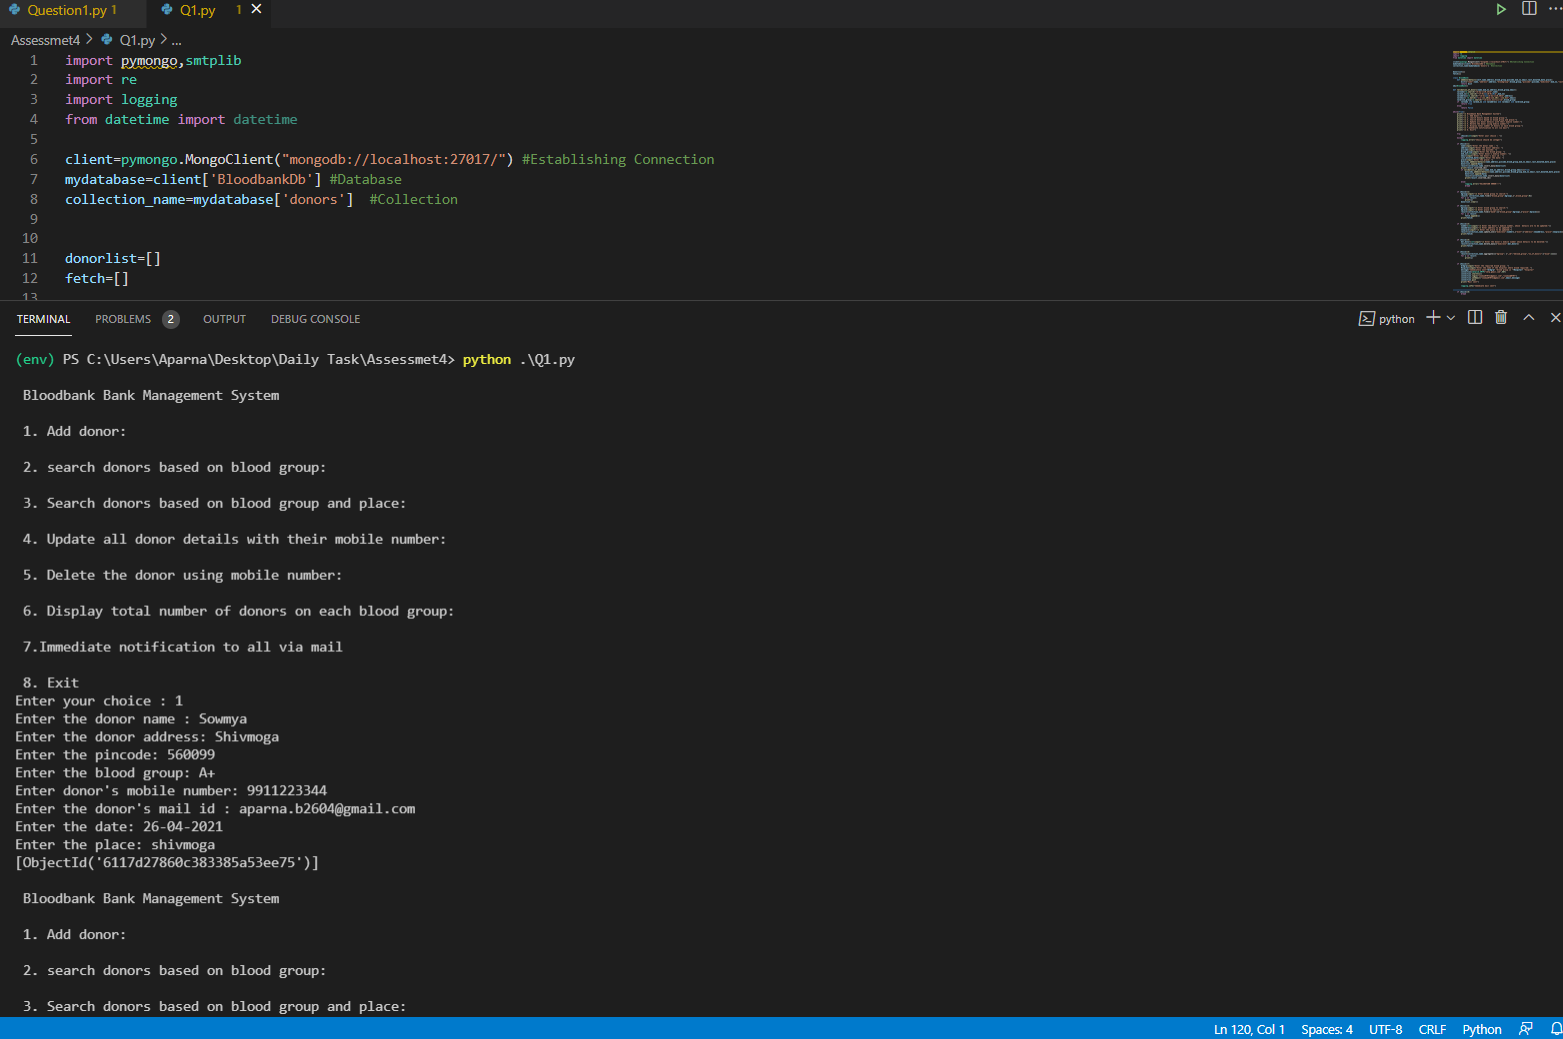 Question1.py 1
Q1.py 1
Assessmet4 > Q1.py > ...
1 import pymongo,smtplib
2 import re
3 import logging
4 from datetime import datetime
5
6 client=pymongo.MongoClient("mongodb://localhost:27017/") #Establishing Connection
7 mydatabase=client['BloodbankDb'] #Database
8 collection_name=mydatabase['donors']  #Collection
9
10
11 donorlist=[]
12 fetch=[]
13
TERMINAL PROBLEMS 2 OUTPUT DEBUG CONSOLE python
(env) PS C:\Users\Aparna\Desktop\Daily Task\Assessmet4> python .\Q1.py
Bloodbank Bank Management System
1. Add donor:
2. search donors based on blood group:
3. Search donors based on blood group and place:
4. Update all donor details with their mobile number:
5. Delete the donor using mobile number:
6. Display total number of donors on each blood group:
7.Immediate notification to all via mail
8. Exit
Enter your choice : 1
Enter the donor name : Sowmya
Enter the donor address: Shivmoga
Enter the pincode: 560099
Enter the blood group: A+
Enter donor's mobile number: 9911223344
Enter the donor's mail id : aparna.b2604@gmail.com
Enter the date: 26-04-2021
Enter the place: shivmoga
[ObjectId('6117d27860c383385a53ee75')]
Bloodbank Bank Management System
1. Add donor:
2. search donors based on blood group:
3. Search donors based on blood group and place:
Ln 120, Col 1 Spaces: 4 UTF-8 CRLF Python